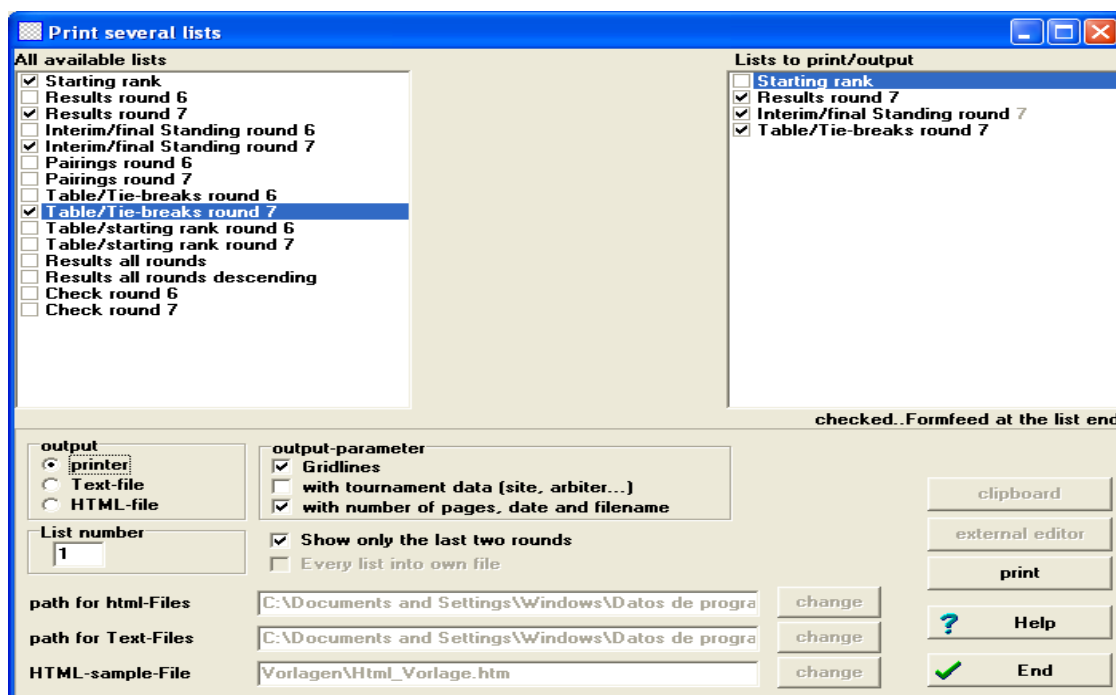 Print several lists
All available lists
Starting rank
Results round 6
Results round 7
Interim/final Standing round 6
Interim/final Standing round 7
Pairings round 6
Pairings round 7
Table/Tie-breaks round 6
Table/Tie-breaks round 7
Table/starting rank round 6
Table/starting rank round 7
Results all rounds
Results all rounds descending
Check round 6
Check round 7
Lists to print/output
Starting rank
Results round 7
Interim/final Standing round 7
Table/Tie-breaks round 7
checked..Formfeed at the list end
output
printer
Text-file
HTML-file
output-parameter
Gridlines
with tournament data (site, arbiter...)
with number of pages, date and filename
List number
1
Show only the last two rounds
Every list into own file
path for html-Files
C:\Documents and Settings\Windows\Datos de progra
change
path for Text-Files
C:\Documents and Settings\Windows\Datos de progra
change
HTML-sample-File
Vorlagen\Html_Vorlage.htm
change
clipboard
external editor
print
? Help
End